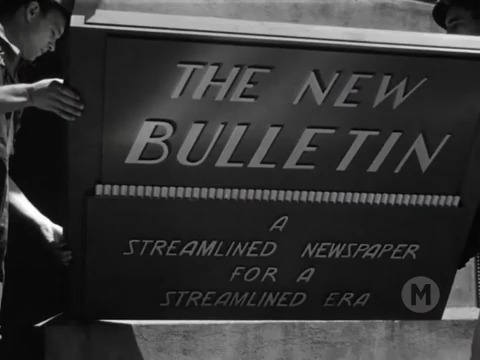 THE NEW
BULLETIN
A
STREAMLINED NEWSPAPER
FOR A
STREAMLINED ERA
M